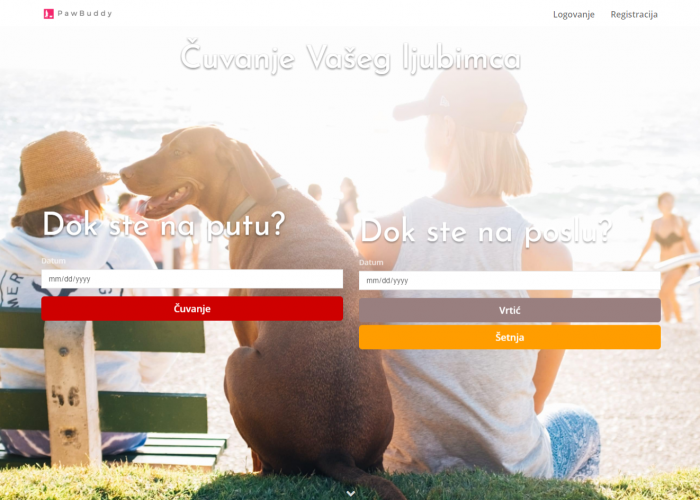 PawBuddy
Logovanje
Registracija
Čuvanje Vašeg ljubimca
Dok ste na putu?
Datum
mm/dd/yyyy
Čuvanje
Dok ste na poslu?
Datum
mm/dd/yyyy
Vrtić
Šetnja
MER
56